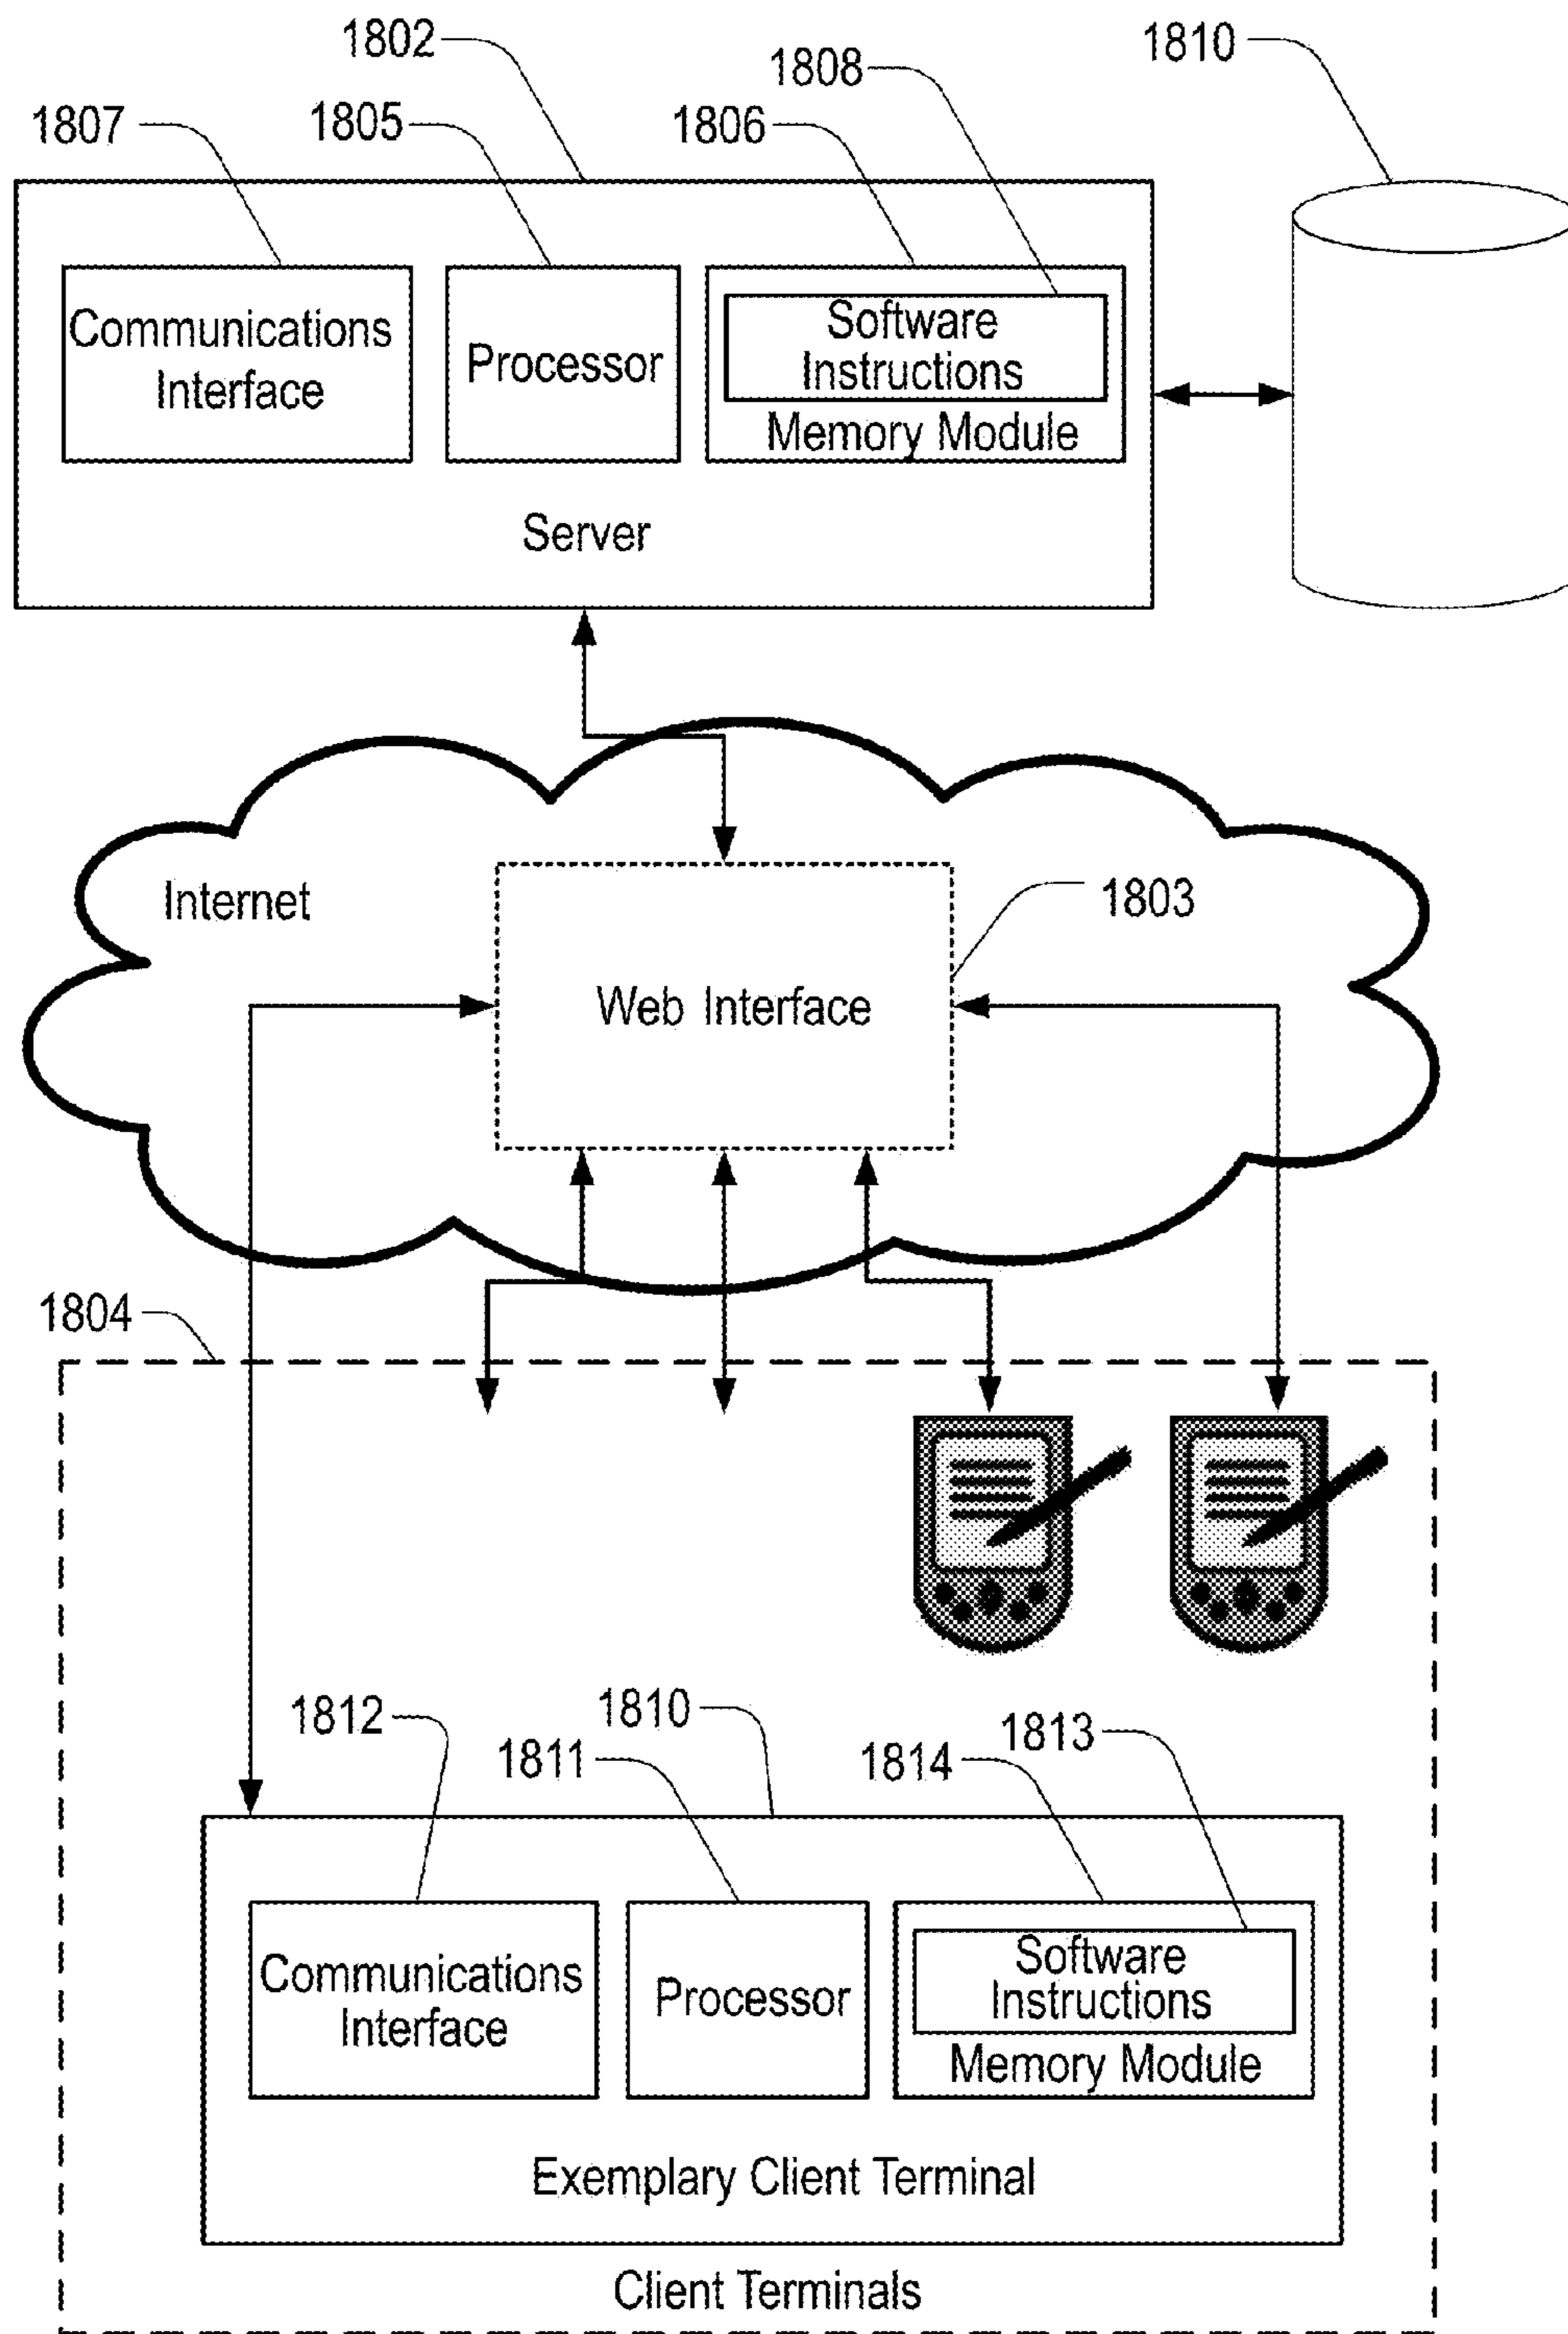 1802
1810
1808
1807
1805
1806
Communications
Interface
Processor
Software
Instructions
Memory Module
Server
Internet
1803
Web Interface
1804
1812
1810
1813
1811
1814
Communications
Interface
Processor
Software
Instructions
Memory Module
Exemplary Client Terminal
Client Terminals